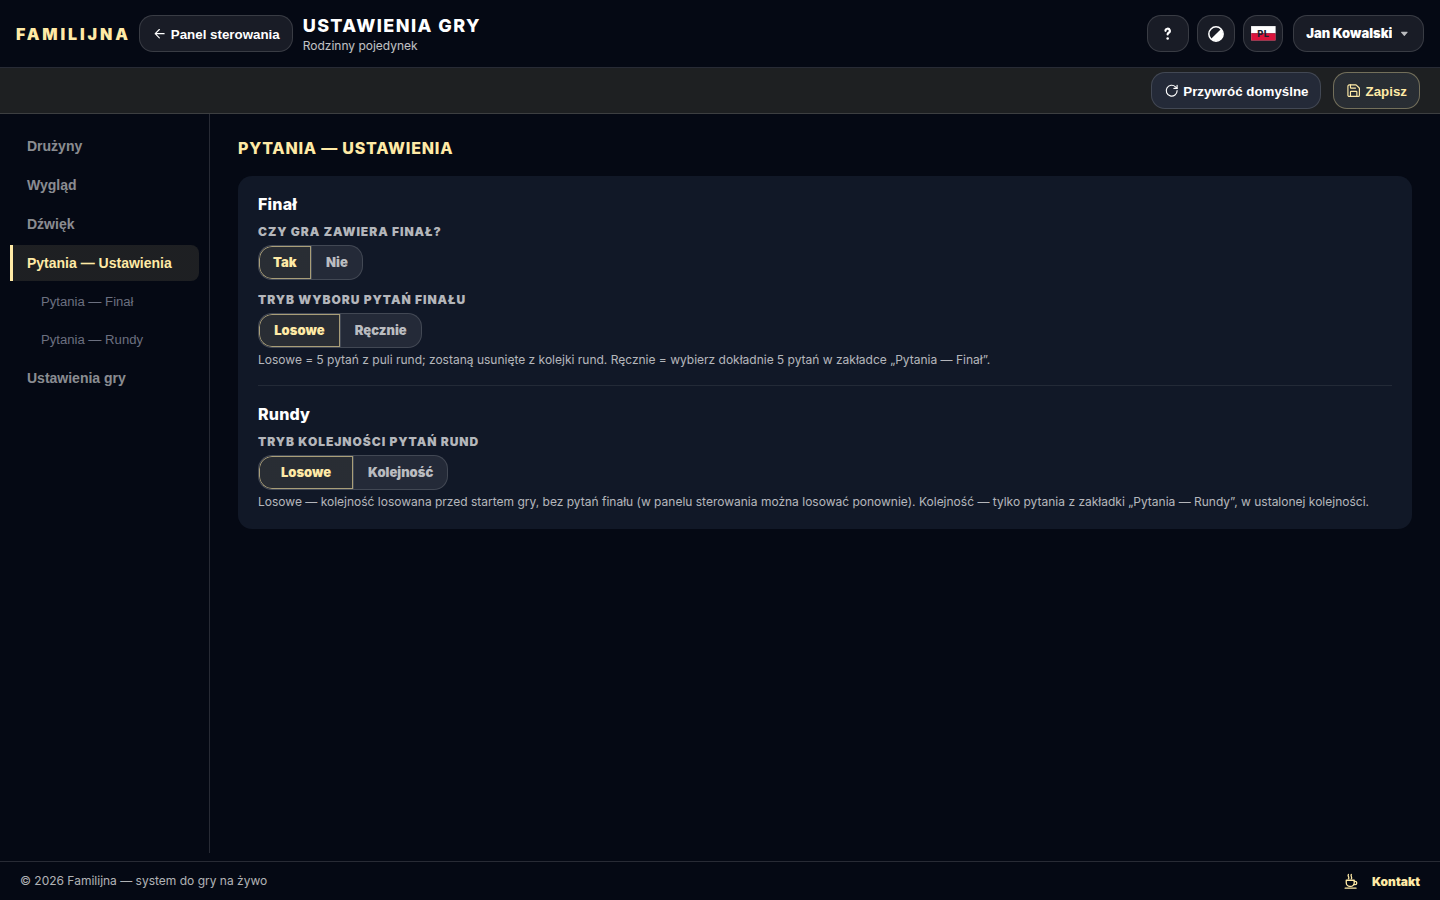 FAMILIJNA
Panel sterowania
USTAWIENIA GRY
Rodzinny pojedynek
?
PL
Jan Kowalski
Przywróć domyślne
Zapisz
Drużyny
Wygląd
Dźwięk
Pytania — Ustawienia
Pytania — Finał
Pytania — Rundy
Ustawienia gry
PYTANIA — USTAWIENIA
Finał
CZY GRA ZAWIERA FINAŁ?
Tak Nie
TRYB WYBORU PYTAŃ FINAŁU
Losowe Ręcznie
Losowe = 5 pytań z puli rund; zostaną usunięte z kolejki rund. Ręcznie = wybierz dokładnie 5 pytań w zakładce „Pytania — Finał”.
Rundy
TRYB KOLEJNOŚCI PYTAŃ RUND
Losowe Kolejność
Losowe — kolejność losowana przed startem gry, bez pytań finału (w panelu sterowania można losować ponownie). Kolejność — tylko pytania z zakładki „Pytania — Rundy”, w ustalonej kolejności.
© 2026 Familijna — system do gry na żywo
Kontakt